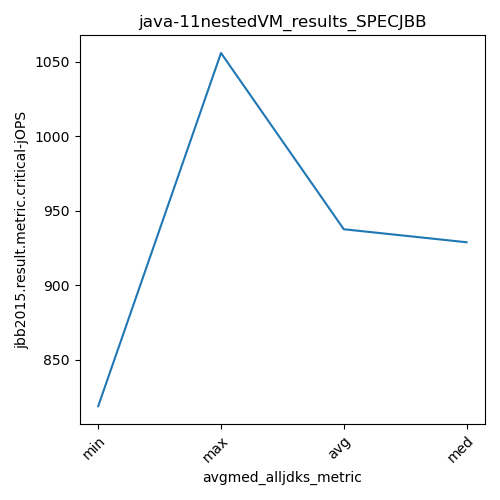 java-11nestedVM_results_SPECJBB
jbb2015.result.metric.critical-jOPS
1050
1000
950
900
850
min
max
avg
med
avgmed_alljdks_metric